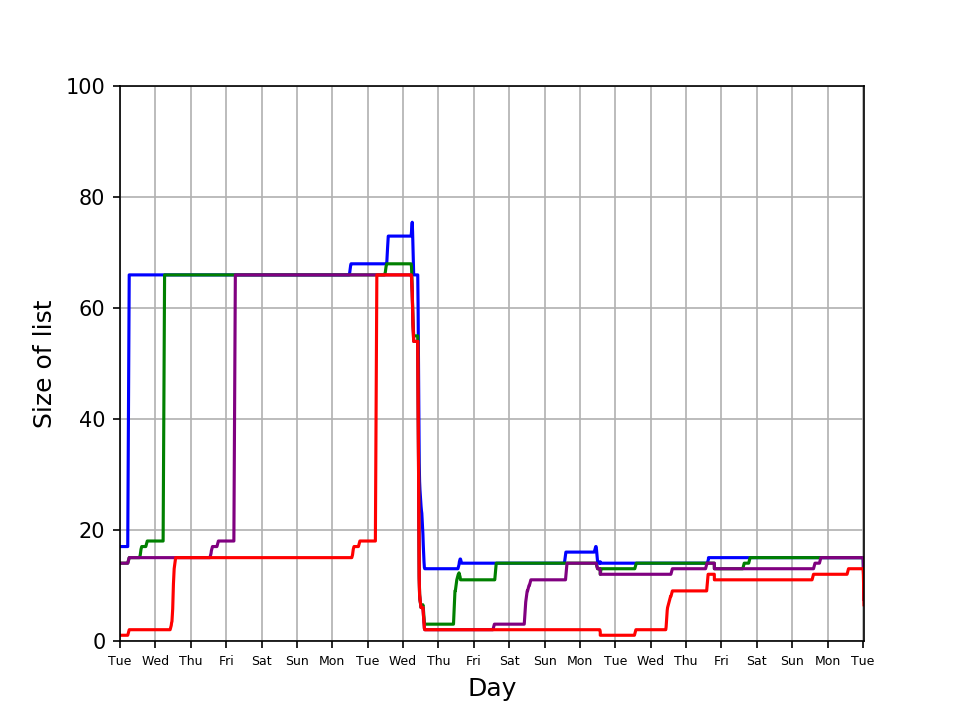 100
80
60
40
20
0
Size of list
Tue Wed Thu Fri Sat Sun Mon Tue Wed Thu Fri Sat Sun Mon Tue Wed Thu Fri Sat Sun Mon Tue
Day